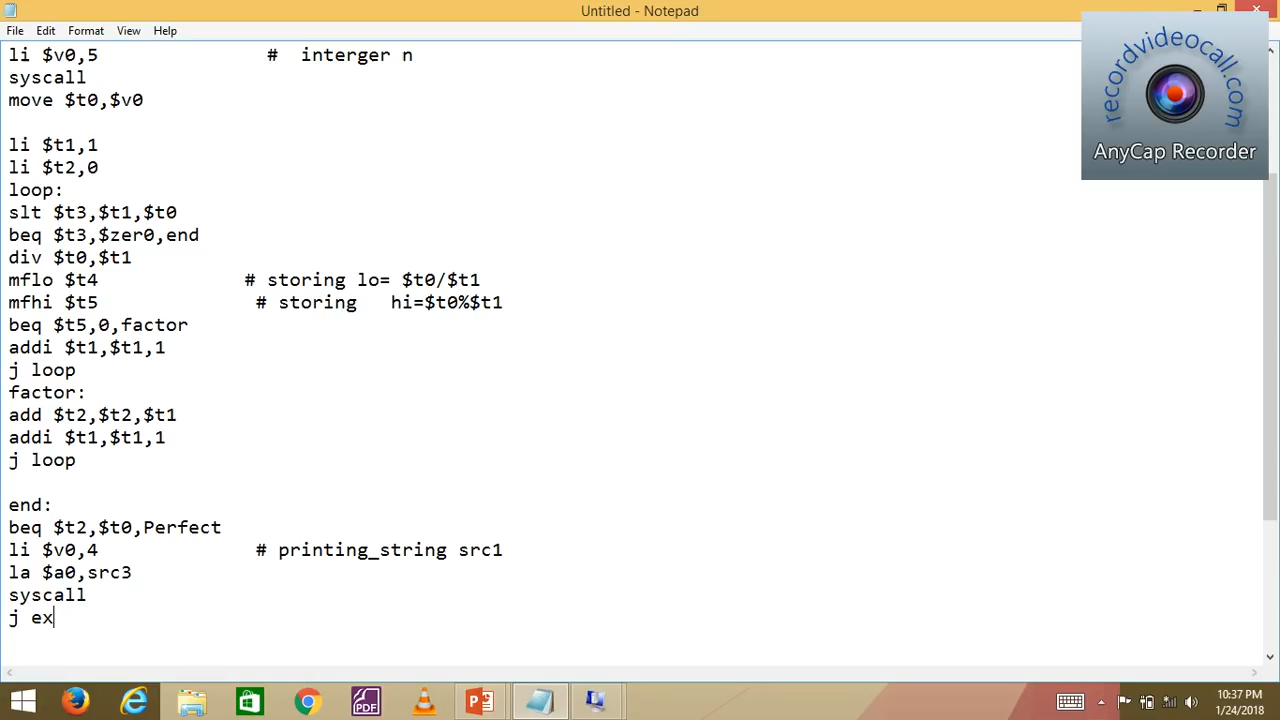 Untitled - Notepad
File Edit Format View Help
li $v0,5 # interger n
syscall
move $t0,$v0
li $t1,1
li $t2,0
loop:
slt $t3,$t1,$t0
beq $t3,$zer0,end
div $t0,$t1
mflo $t4 # storing lo= $t0/$t1
mfhi $t5 # storing hi=$t0%$t1
beq $t5,0,factor
addi $t1,$t1,1
j loop
factor:
add $t2,$t2,$t1
addi $t1,$t1,1
j loop
end:
beq $t2,$t0,Perfect
li $v0,4 # printing_string src1
la $a0,src3
syscall
j ex
recordvideocall.com
AnyCap Recorder
PDF
10:37 PM
1/24/2018